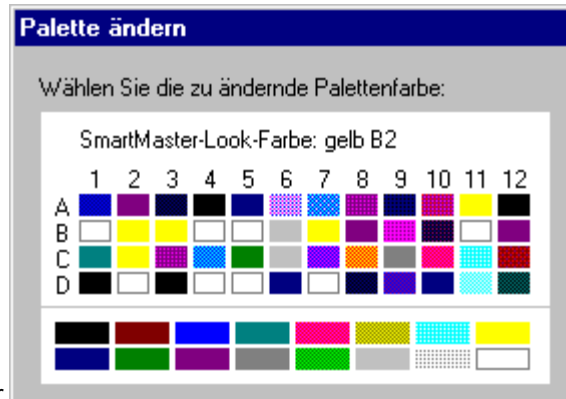 Palette ändern
Wählen Sie die zu ändernde Palettenfarbe:
SmartMaster-Look-Farbe: gelb B2
1 2 3 4 5 6 7 8 9 10 11 12
A
B
C
D